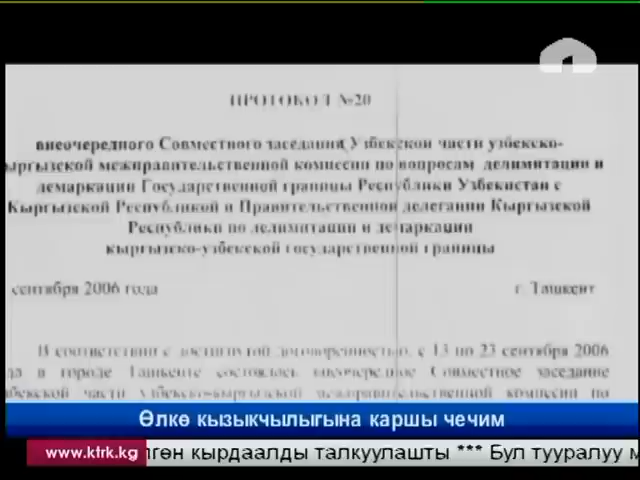 1
ПРОТОКОЛ №20
внеочередного Совместного заседания Узбекской части узбекско-
кыргызской межправительственной комиссии по вопросам делимитации и
демаркации Государственной границы Республики Узбекистан с
Кыргызской Республикой и Правительственной делегации Кыргызской
Республики по делимитации и демаркации
кыргызско-узбекской государственной границы
сентября 2006 года г. Ташкент
В соответствии с достигнутой договоренностью, с 13 по 23 сентября 2006
года в городе Ташкенте состоялось внеочередное Совместное заседание
узбекской части узбекско-кыргызской межправительственной комиссии по
Өлкө кызыкчылыгына каршы чечим
www.ktrk.kg лгөн кырдаалды талкуулашты *** Бул тууралуу м